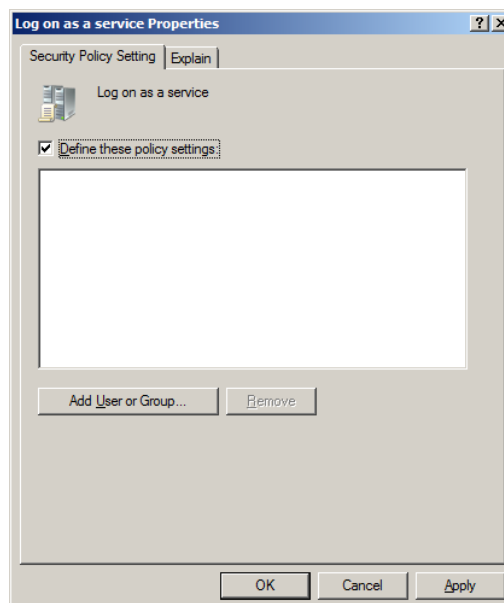 Log on as a service Properties
Security Policy Setting
Explain
Log on as a service
Define these policy settings:
Add User or Group...
Remove
OK
Cancel
Apply